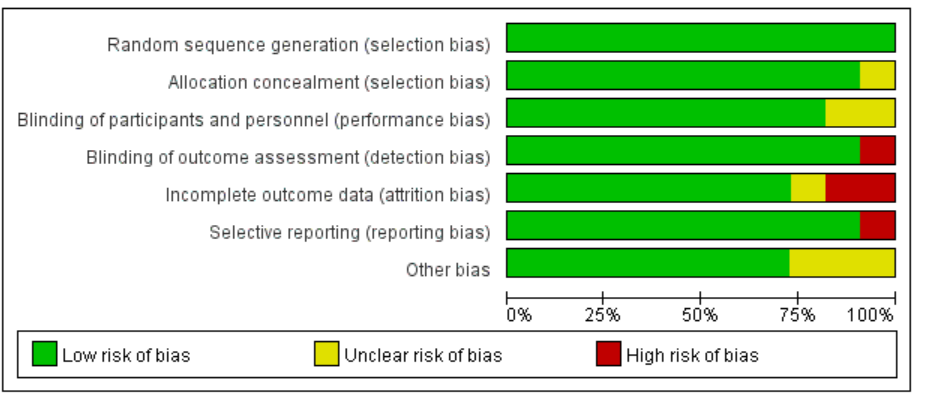 Random sequence generation (selection bias)
Allocation concealment (selection bias)
Blinding of participants and personnel (performance bias)
Blinding of outcome assessment (detection bias)
Incomplete outcome data (attrition bias)
Selective reporting (reporting bias)
Other bias
0% 25% 50% 75% 100%
Low risk of bias Unclear risk of bias High risk of bias